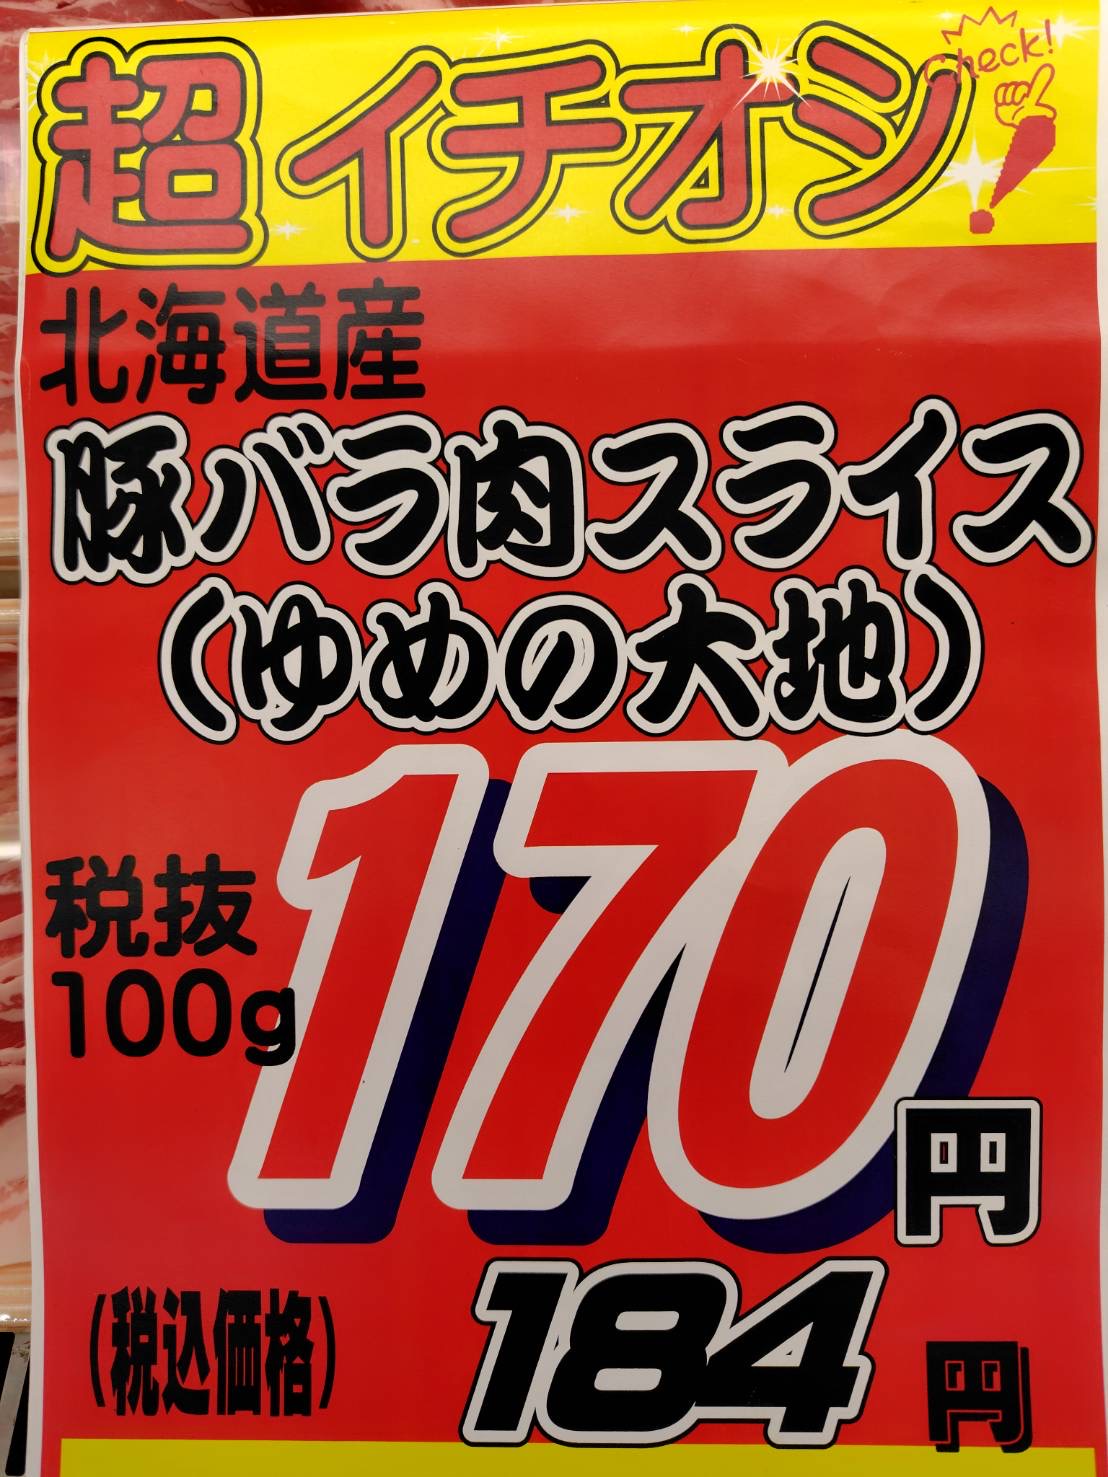 超イチオシ!
Check!
北海道産
豚バラ肉スライス
(ゆめの大地)
税抜
100g
170円
(税込価格)
184円